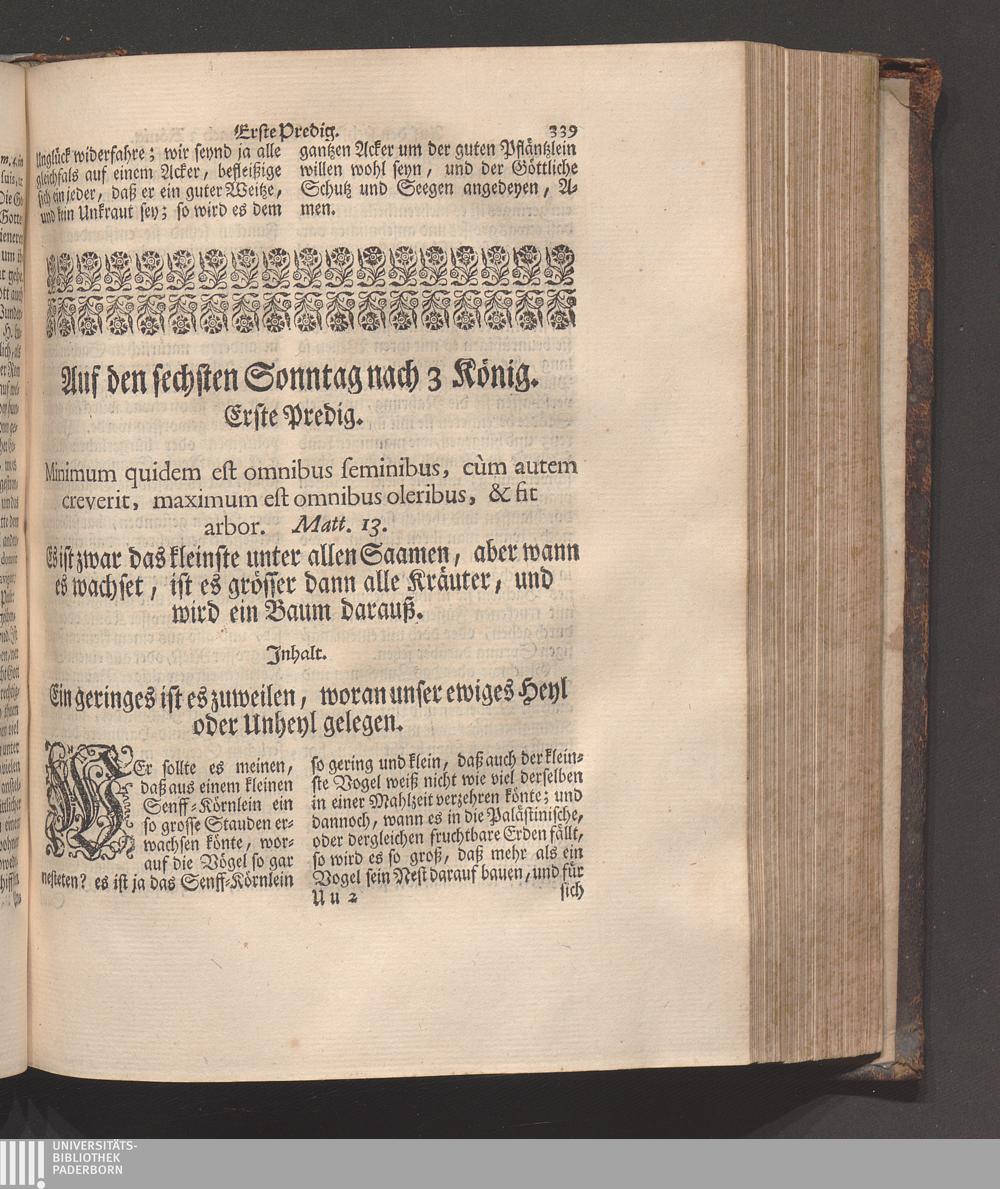 Erste Predig. 339
Unglück widerfahre; wir seynd ja alle
gleichfals auf einem Acker, befleißige
sich ein jeder, daß er ein guter Weitze,
und kein Unkraut sey; so wird es dem
gantzen Acker um der guten Pfläntzlein
willen wohl seyn, und der Göttliche
Schutz und Seegen angedeyen, A-
men.
Auf den sechsten Sonntag nach 3 König.
Erste Predig.
Minimum quidem est omnibus seminibus, cùm autem
creverit, maximum est omnibus oleribus, & fit
arbor. Matt. 13.
Es ist zwar das kleinste unter allen Saamen, aber wann
es wachset, ist es grösser dann alle Kräuter, und
wird ein Baum darauß.
Inhalt.
Ein geringes ist es zuweilen, woran unser ewiges Heyl
oder Unheyl gelegen.
WEr sollte es meinen,
daß aus einem kleinen
Senff-Körnlein ein
so grosse Stauden er-
wachsen könte, wor-
auf die Vögel so gar
nesteten? es ist ja das Senff-Körnlein
so gering und klein, daß auch der klein-
ste Vogel weiß nicht wie viel derselben
in einer Mahlzeit verzehren könte; und
dannoch, wann es in die Palästinische,
oder dergleichen fruchtbare Erden fällt,
so wird es so groß, daß mehr als ein
Vogel sein Nest darauf bauen, und für
Uu 2 sich
UNIVERSITÄTS-
BIBLIOTHEK
PADERBORN